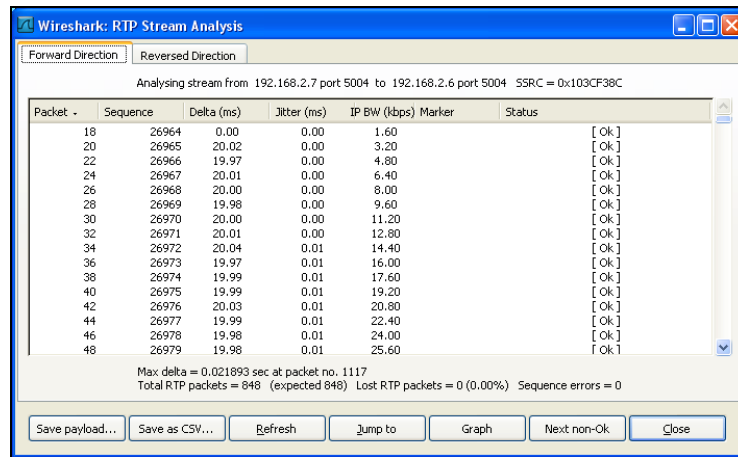 Wireshark: RTP Stream Analysis
Forward Direction Reversed Direction
Analysing stream from 192.168.2.7 port 5004 to 192.168.2.6 port 5004 SSRC = 0x103CF38C
Packet Sequence Delta (ms) Jitter (ms) IP BW (kbps) Marker Status
18 26964 0.00 0.00 1.60 [ Ok ]
20 26965 20.02 0.00 3.20 [ Ok ]
22 26966 19.97 0.00 4.80 [ Ok ]
24 26967 20.01 0.00 6.40 [ Ok ]
26 26968 20.00 0.00 8.00 [ Ok ]
28 26969 19.98 0.00 9.60 [ Ok ]
30 26970 20.00 0.00 11.20 [ Ok ]
32 26971 20.01 0.00 12.80 [ Ok ]
34 26972 20.04 0.01 14.40 [ Ok ]
36 26973 19.97 0.01 16.00 [ Ok ]
38 26974 19.99 0.01 17.60 [ Ok ]
40 26975 19.99 0.01 19.20 [ Ok ]
42 26976 20.03 0.01 20.80 [ Ok ]
44 26977 19.99 0.01 22.40 [ Ok ]
46 26978 19.98 0.01 24.00 [ Ok ]
48 26979 19.98 0.01 25.60 [ Ok ]
Max delta = 0.021893 sec at packet no. 1117
Total RTP packets = 848 (expected 848) Lost RTP packets = 0 (0.00%) Sequence errors = 0
Save payload... Save as CSV... Refresh Jump to Graph Next non-Ok Close